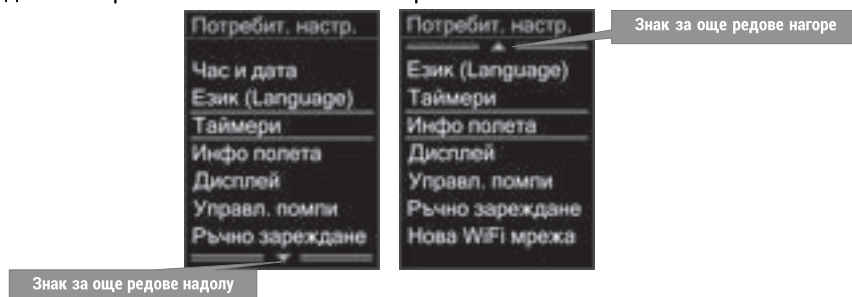 Потребит. настр.
Час и дата
Език (Language)
Таймери
Инфо полета
Дисплей
Управл. помпи
Ръчно зареждане
Знак за още редове надолу
Потребит. настр.
Знак за още редове нагоре
Език (Language)
Таймери
Инфо полета
Дисплей
Управл. помпи
Ръчно зареждане
Нова WiFi мрежа